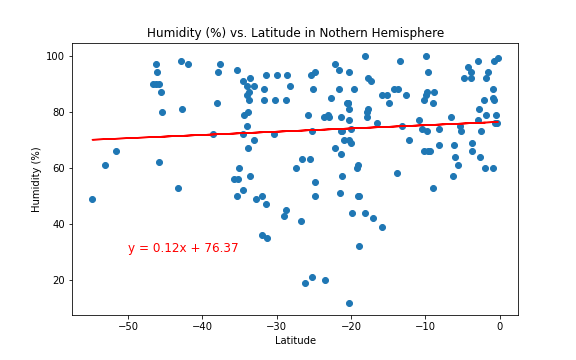 Humidity (%) vs. Latitude in Nothern Hemisphere
Humidity (%)
100
80
60
40
20
y = 0.12x + 76.37
−50 −40 −30 −20 −10 0
Latitude